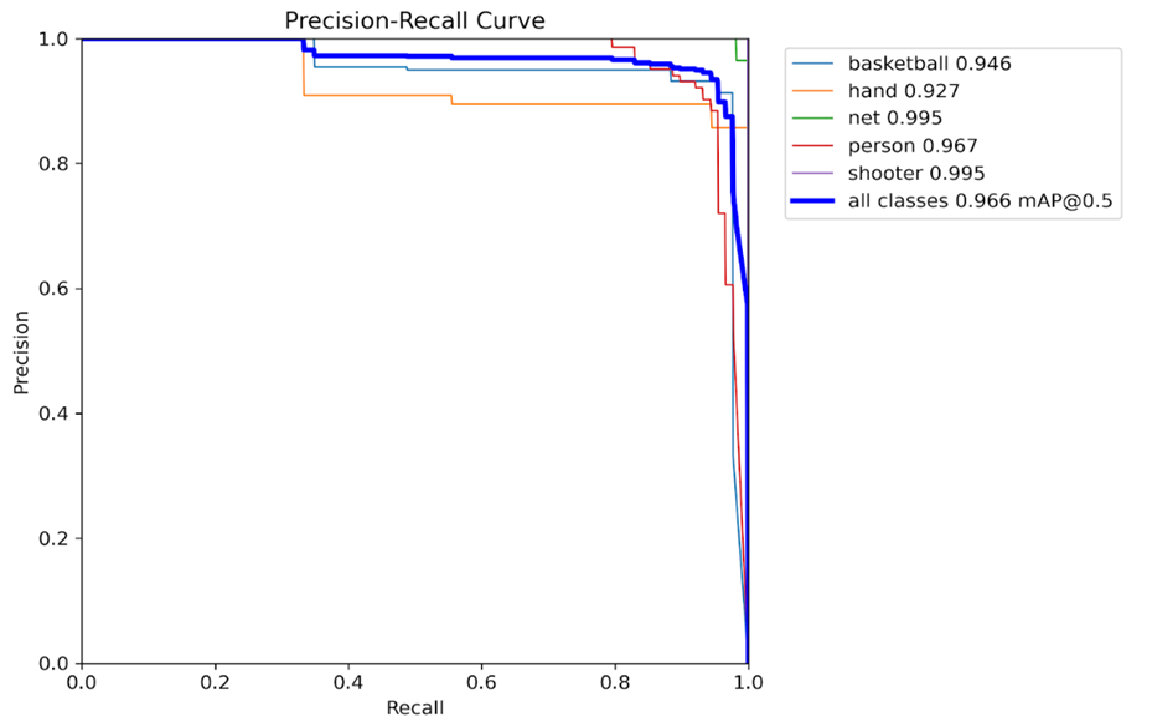 Precision-Recall Curve
1.0
0.8
0.6
0.4
0.2
0.0
Precision
0.0 0.2 0.4 0.6 0.8 1.0
Recall
basketball 0.946
hand 0.927
net 0.995
person 0.967
shooter 0.995
all classes 0.966 mAP@0.5